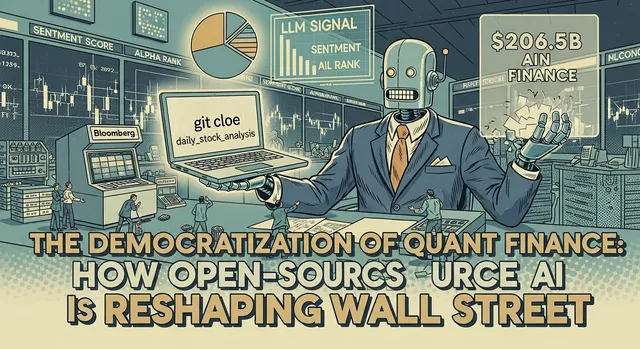 SENTMENT SCORE
ALPHA RANK
LLM SIGNAL
SENTIMENT
AIL RANK
$206.5B
AIN
FINANCE
Bloomberg
git cloe
daily_stock_analysis
THE DEMOCRATIZATION OF QUANT FINANCE:
HOW OPEN-SOURCS URCE AI
IS RESHAPING WALL STREET